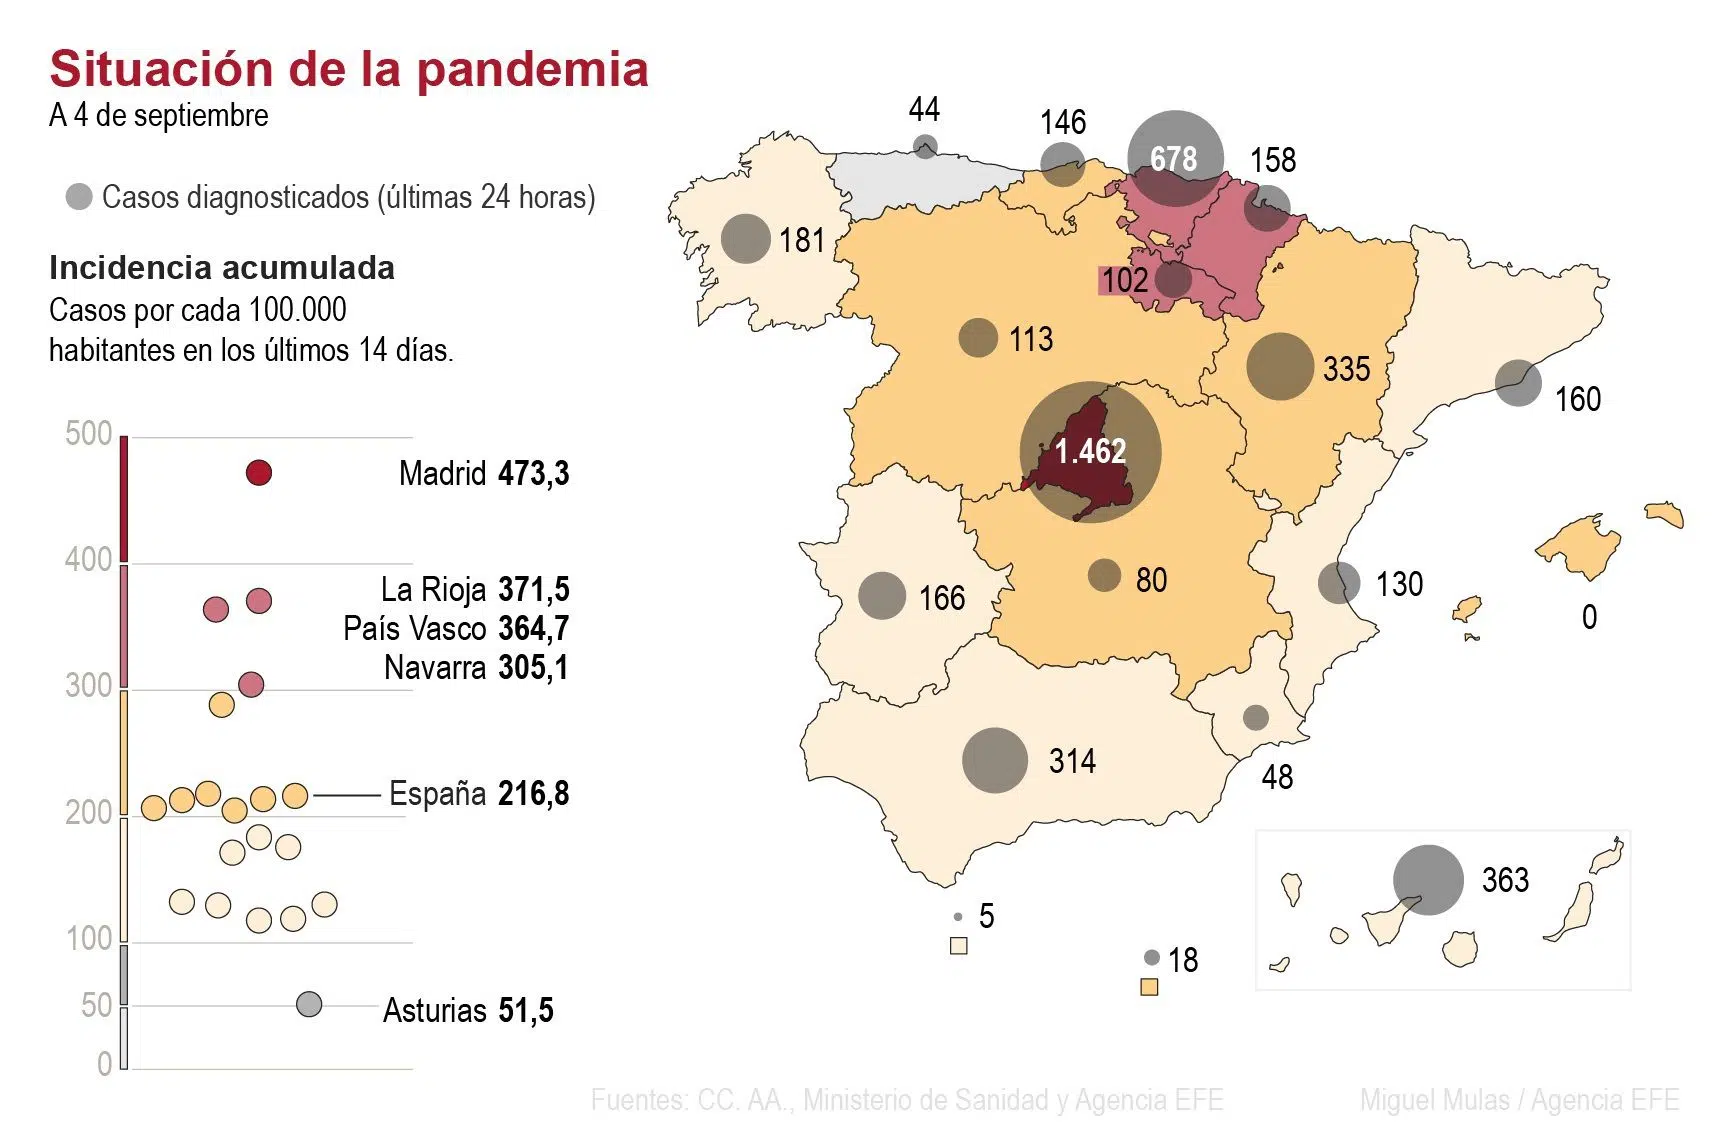 Situación de la pandemia
A 4 de septiembre
Casos diagnosticados (últimas 24 horas)
Incidencia acumulada
Casos por cada 100.000
habitantes en los últimos 14 días.
500
400
300
200
100
50
0
Madrid 473,3
La Rioja 371,5
País Vasco 364,7
Navarra 305,1
España 216,8
Asturias 51,5
44
146
678
158
181
102
113
335
160
1.462
166
80
130
0
314
48
5
18
363
Fuentes: CC. AA., Ministerio de Sanidad y Agencia EFE
Miguel Mulas / Agencia EFE